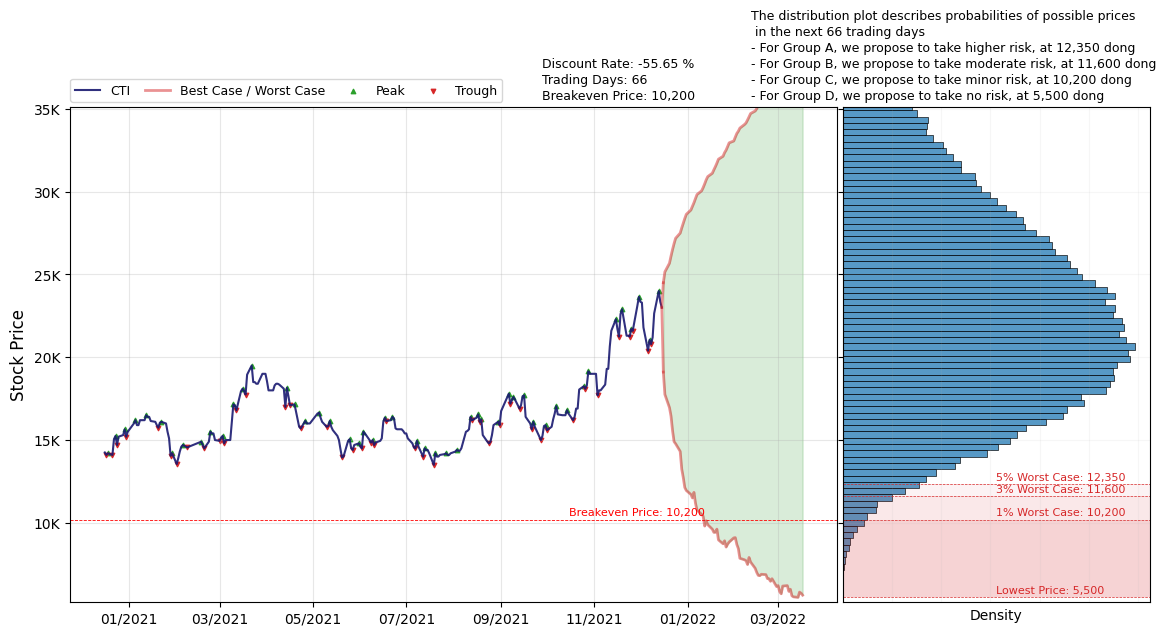 The distribution plot describes probabilities of possible prices
in the next 66 trading days
- For Group A, we propose to take higher risk, at 12,350 dong
- For Group B, we propose to take moderate risk, at 11,600 dong
- For Group C, we propose to take minor risk, at 10,200 dong
- For Group D, we propose to take no risk, at 5,500 dong
Discount Rate: -55.65 %
Trading Days: 66
Breakeven Price: 10,200
CTI
Best Case / Worst Case
Peak
Trough
Stock Price
35K
30K
25K
20K
15K
10K
Breakeven Price: 10,200
01/2021
03/2021
05/2021
07/2021
09/2021
11/2021
01/2022
03/2022
5% Worst Case: 12,350
3% Worst Case: 11,600
1% Worst Case: 10,200
Lowest Price: 5,500
Density